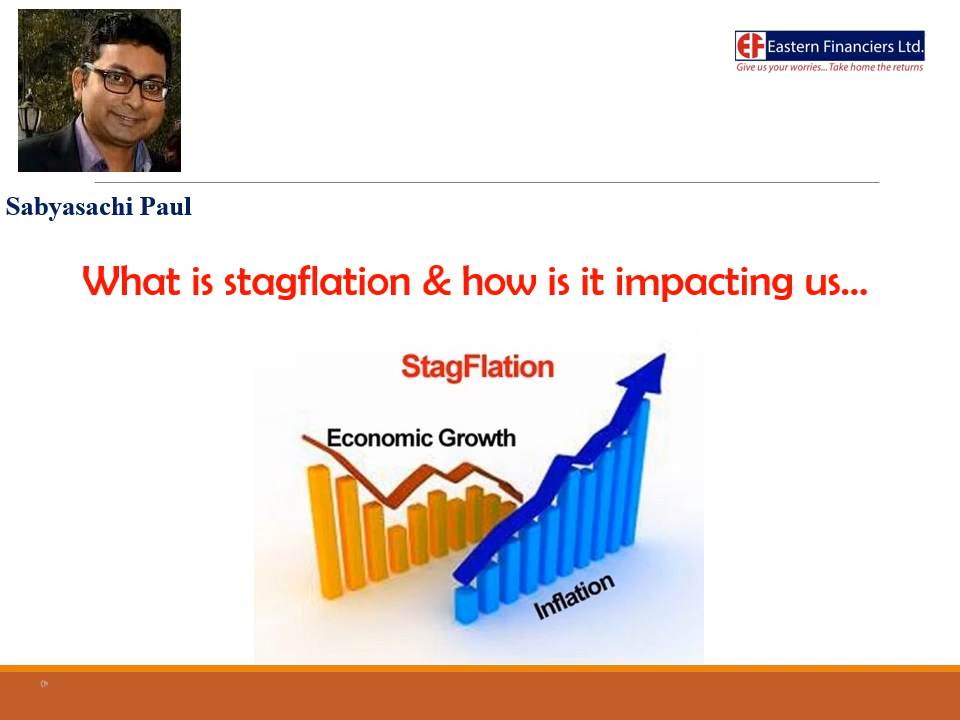 EF Eastern Financiers Ltd.
Give us your worries...Take home the returns
Sabyasachi Paul
What is stagflation & how is it impacting us...
StagFlation
Economic Growth
Inflation